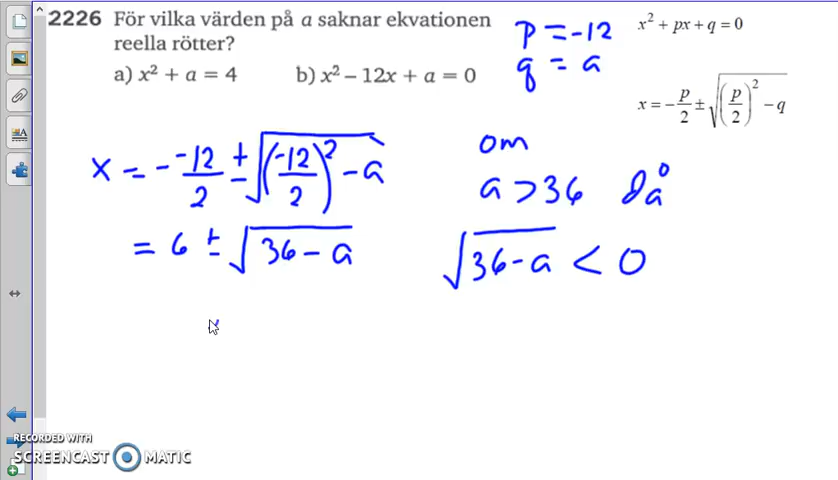 2226 För vilka värden på a saknar ekvationen
reella rötter?
a) x² + a = 4 b) x² – 12x + a = 0
p = -12
q = a
x² + px + q = 0
x = -p/2 ± √((p/2)² - q)
x = - -12/2 ± √((-12/2)² - a)
= 6 ± √(36 - a)
om
a > 36 då
√(36 - a) < 0
RECORDED WITH
SCREENCAST MATIC